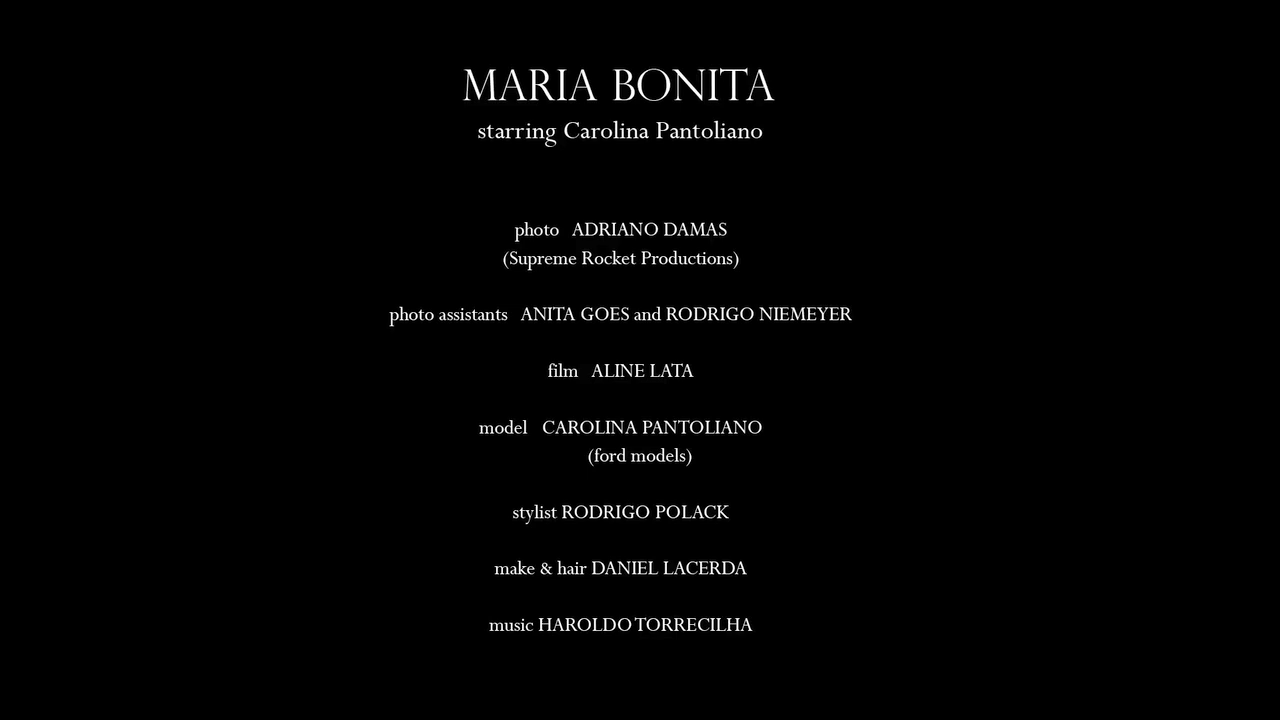 MARIA BONITA
starring Carolina Pantoliano
photo ADRIANO DAMAS
(Supreme Rocket Productions)
photo assistants ANITA GOES and RODRIGO NIEMEYER
film ALINE LATA
model CAROLINA PANTOLIANO
(ford models)
stylist RODRIGO POLACK
make & hair DANIEL LACERDA
music HAROLDO TORRECILHA